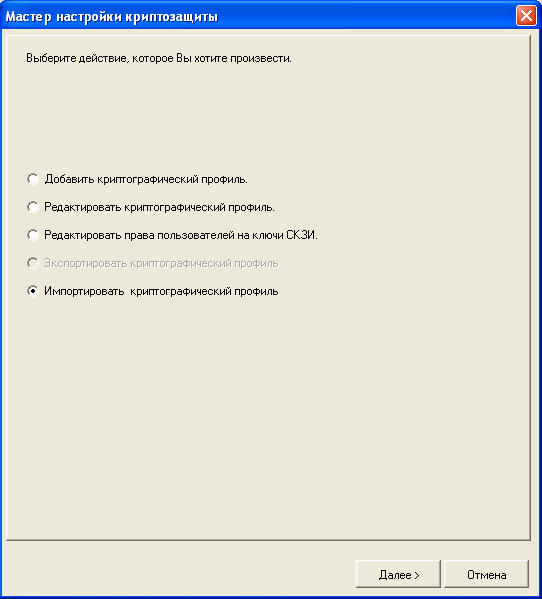 Мастер настройки криптозащиты
Выберите действие, которое Вы хотите произвести.
Добавить криптографический профиль.
Редактировать криптографический профиль.
Редактировать права пользователей на ключи СКЗИ.
Экспортировать криптографический профиль
Импортировать криптографический профиль
Далее >
Отмена